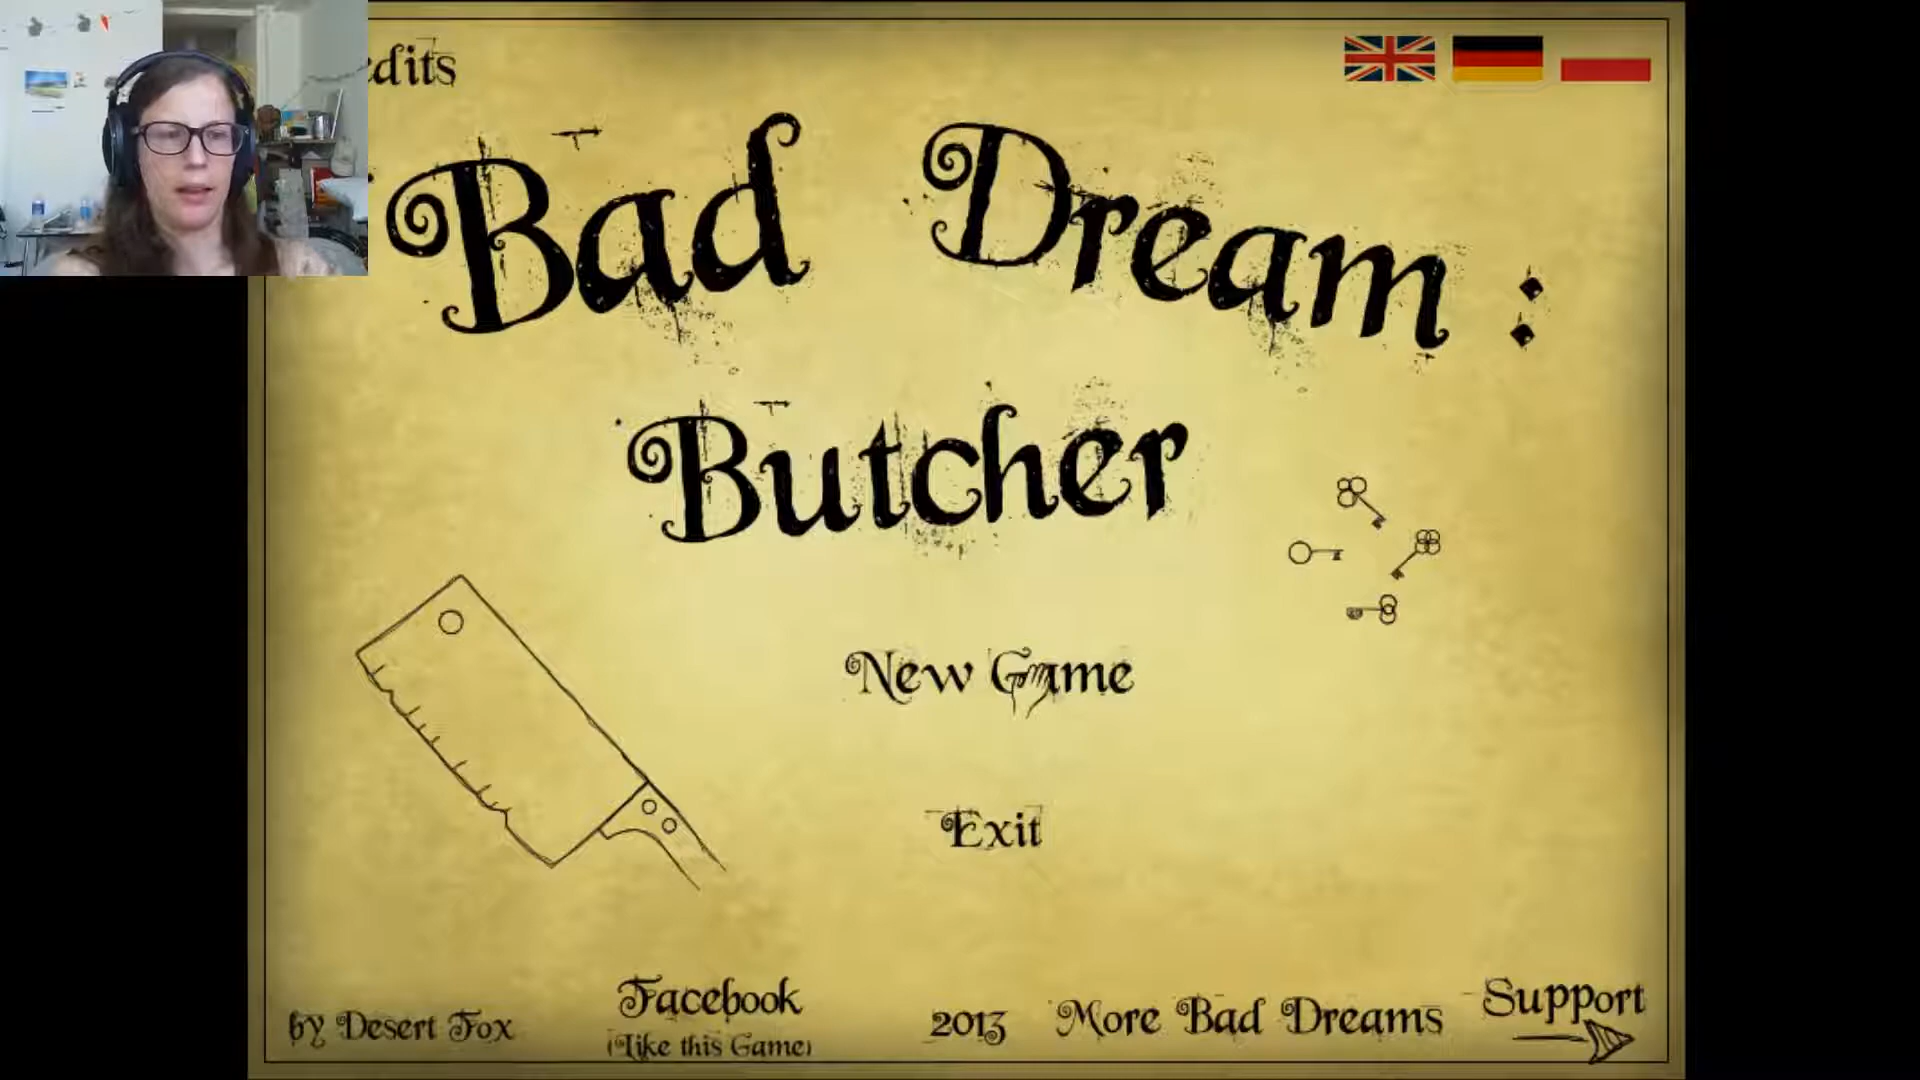 edits
Bad Dream :
Butcher
New Game
Exit
by Desert Fox
Facebook
(Like this Game)
2013
More Bad Dreams
Support